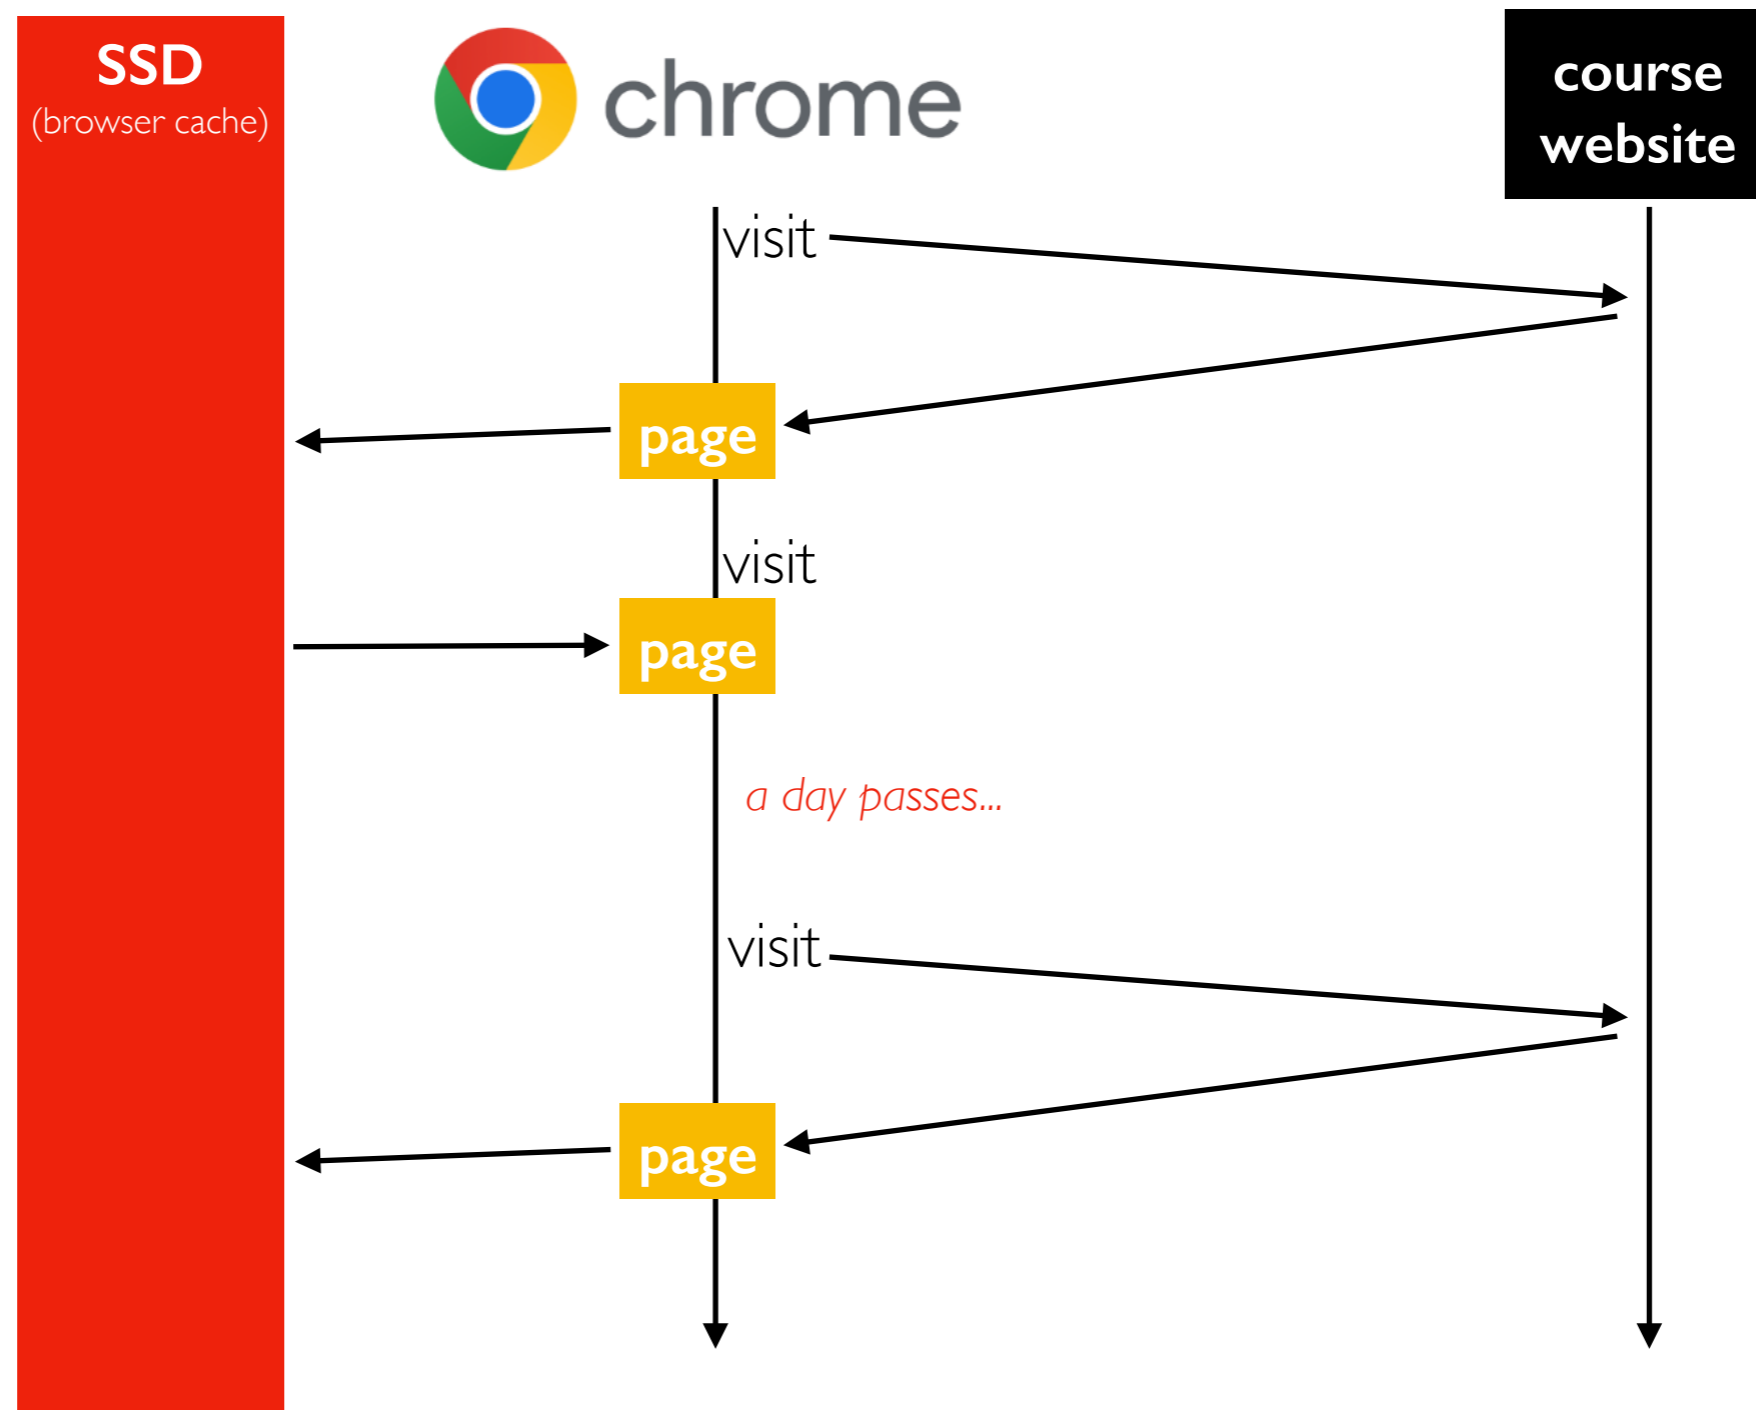 SSD
(browser cache)
chrome
course
website
visit
page
visit
page
a day passes...
visit
page